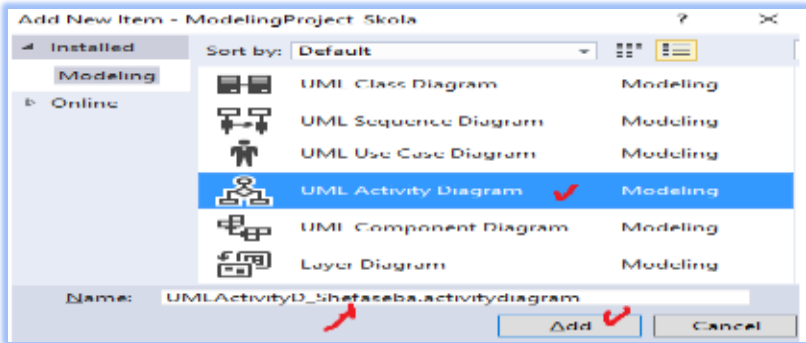 Add New Item - ModelingProject_Skola ?
Installed Sort by: Default
Modeling
Online
UML Class Diagram Modeling
UML Sequence Diagram Modeling
UML Use Case Diagram Modeling
UML Activity Diagram Modeling
UML Component Diagram Modeling
Layer Diagram Modeling
Name: UMLActivityD_Shefaseba.activitydiagram
Add Cancel